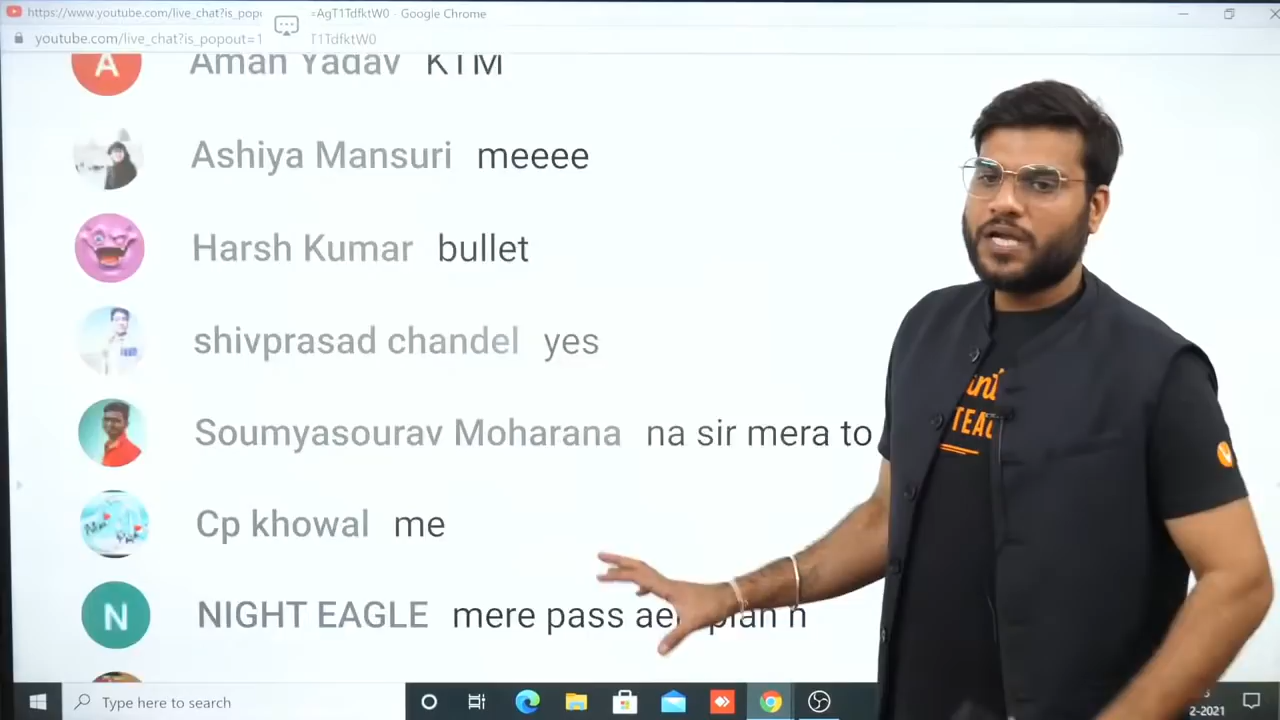 https://www.youtube.com/live_chat?is_pop =AgT1TdfktW0 - Google Chrome
youtube.com/live_chat?is_popout=1 T1TdfktW0
A Aman Yadav KTM
Ashiya Mansuri meeee
Harsh Kumar bullet
shivprasad chandel yes
Soumyasourav Moharana na sir mera to
Cp khowal me
N NIGHT EAGLE mere pass
TEAC
Type here to search
2-2021